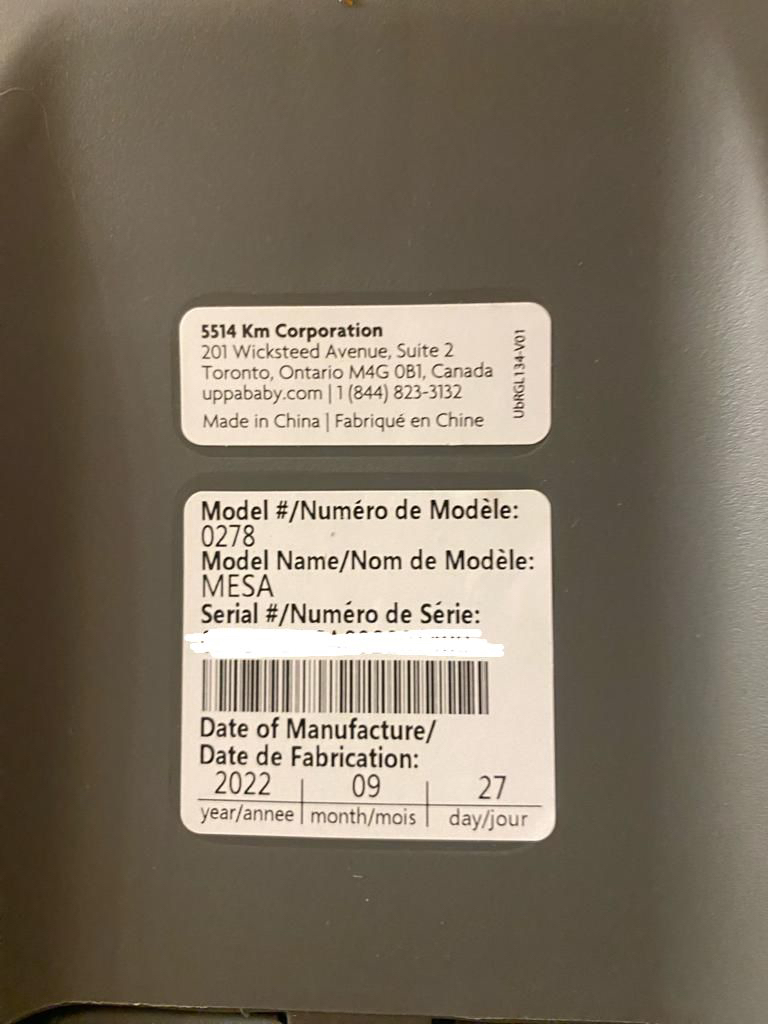 5514 Km Corporation
201 Wicksteed Avenue, Suite 2
Toronto, Ontario M4G 0B1, Canada
uppababy.com | 1 (844) 823-3132
Made in China | Fabriqué en Chine
UbRGL134-V01
Model #/Numéro de Modèle:
0278
Model Name/Nom de Modèle:
MESA
Serial #/Numéro de Série:
Date of Manufacture/
Date de Fabrication:
2022 | 09 | 27
year/annee | month/mois | day/jour